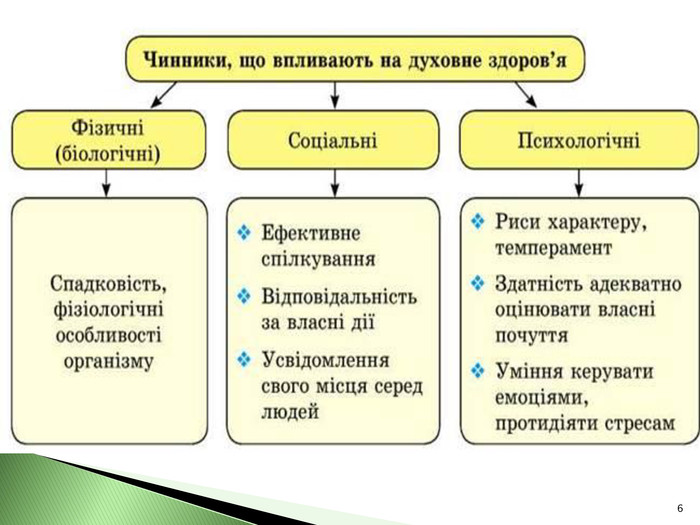 Чинники, що впливають на духовне здоров’я
Фізичні
(біологічні)
Соціальні
Психологічні
Спадковість,
фізіологічні
особливості
організму
❖ Ефективне
спілкування
❖ Відповідальність
за власні дії
❖ Усвідомлення
свого місця серед
людей
❖ Риси характеру,
темперамент
❖ Здатність адекватно
оцінювати власні
почуття
❖ Уміння керувати
емоціями,
протидіяти стресам
6